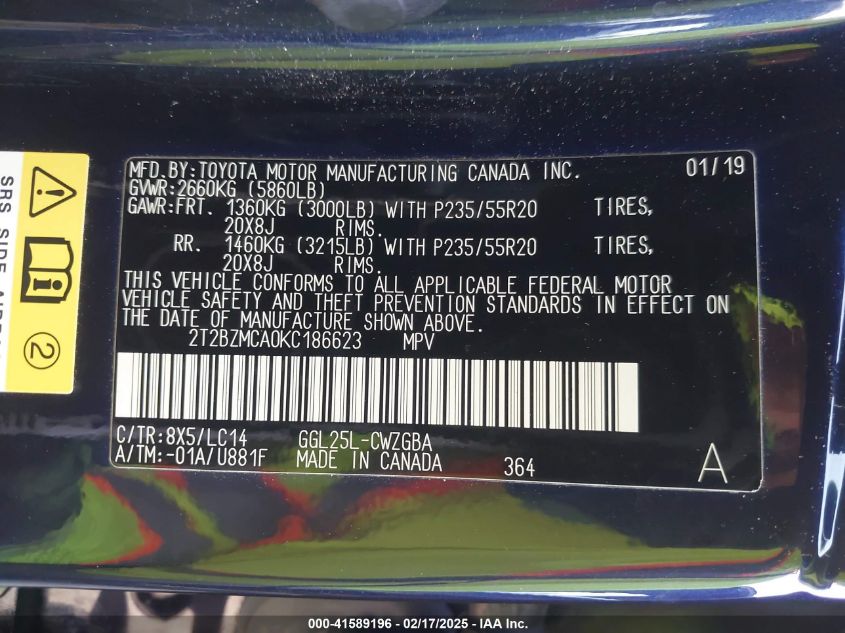 MFD.BY:TOYOTA MOTOR MANUFACTURING CANADA INC. 01/19
GVWR:2660KG (5860LB)
GAWR:FRT. 1360KG (3000LB) WITH P235/55R20 TIRES,
20X8J RIMS.
RR. 1460KG (3215LB) WITH P235/55R20 TIRES,
20X8J RIMS.
THIS VEHICLE CONFORMS TO ALL APPLICABLE FEDERAL MOTOR
VEHICLE SAFETY AND THEFT PREVENTION STANDARDS IN EFFECT ON
THE DATE OF MANUFACTURE SHOWN ABOVE.
2T2BZMCA0KC186623 MPV
C/TR:8X5/LC14 GGL25L-CWZGBA
A/TM:-01A/U881F MADE IN CANADA 364 A
SRS SIDE
2
000-41589196 - 02/17/2025 - IAA Inc.